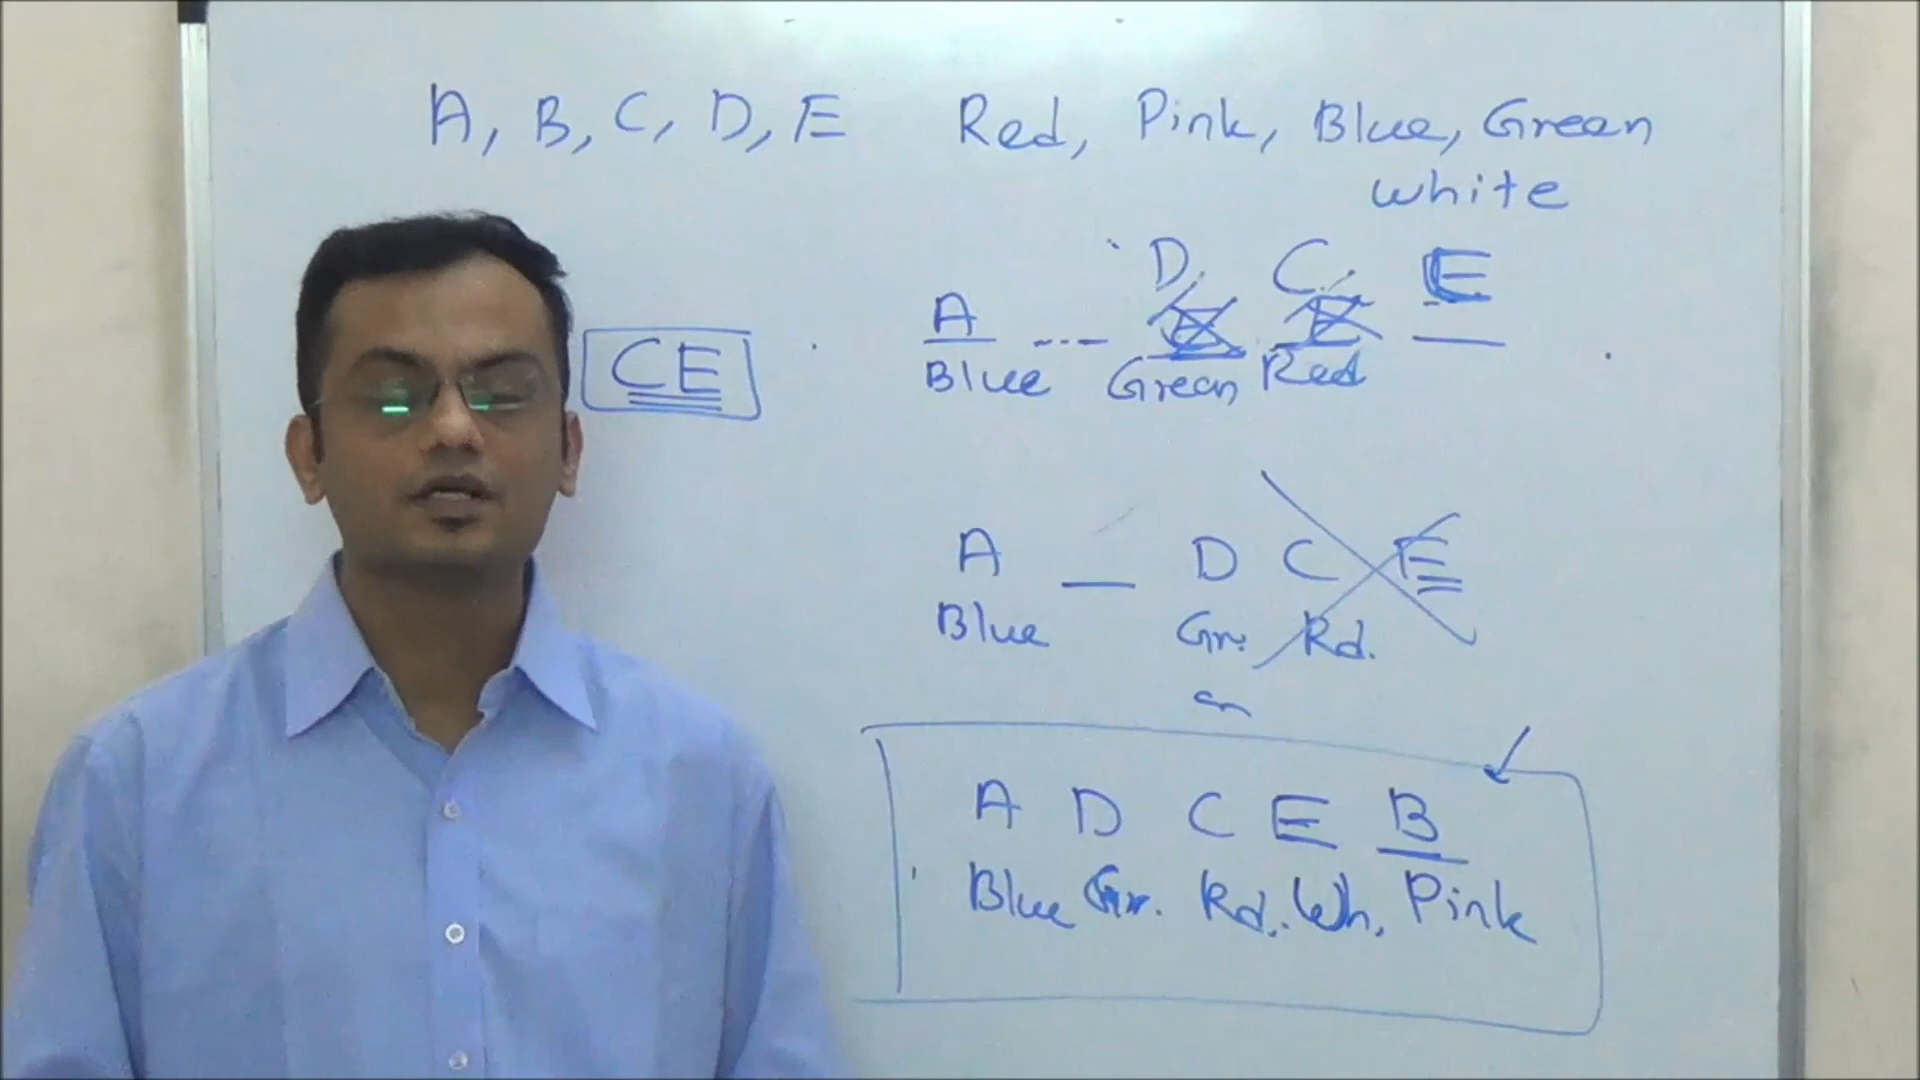 A, B, C, D, E Red, Pink, Blue, Green
white
D C E
A
CE
Blue Green Red
A D C E
Blue Gr. Rd.
A D C E B
Blue Gr. Rd. Wh. Pink